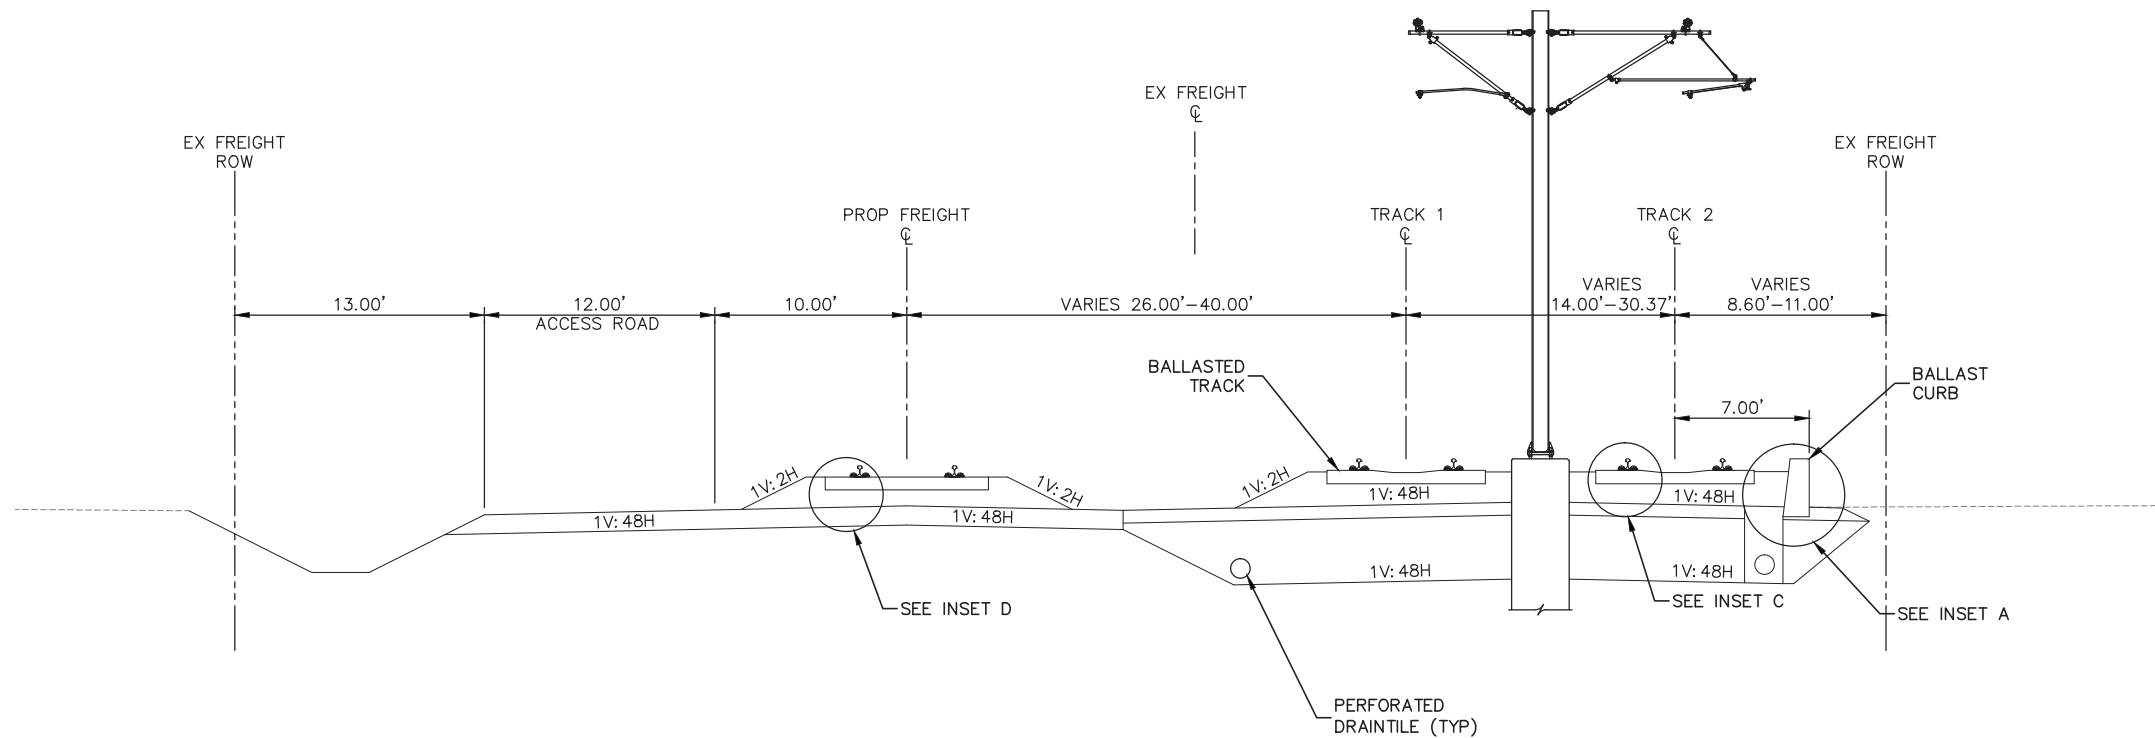 EX FREIGHT
℄
EX FREIGHT
ROW
EX FREIGHT
ROW
PROP FREIGHT
℄
TRACK 1
℄
TRACK 2
℄
13.00'
12.00'
ACCESS ROAD
10.00'
VARIES 26.00'-40.00'
VARIES
14.00'-30.37'
VARIES
8.60'-11.00'
BALLASTED
TRACK
BALLAST
CURB
7.00'
1V:2H
1V:2H
1V:2H
1V:48H
1V:48H
1V:48H
1V:48H
1V:48H
1V:48H
SEE INSET D
SEE INSET C
SEE INSET A
PERFORATED
DRAINTILE (TYP)